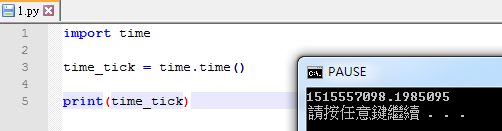 1.py
1 import time
2
3 time_tick = time.time()
4
5 print(time_tick)
C:\. PAUSE
1515557098.1985095
請按任意鍵繼續 . . .